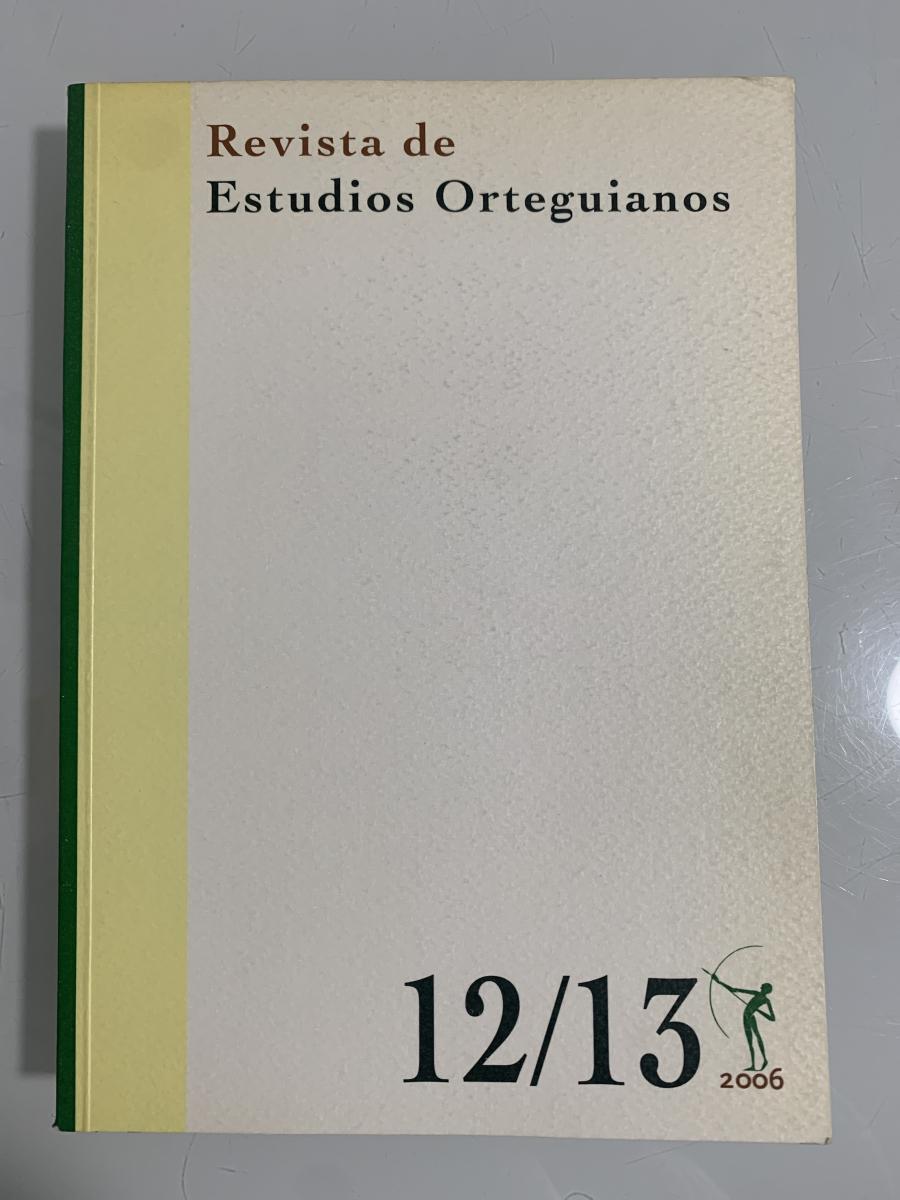 Revista de
Estudios Orteguianos
12/13
2006